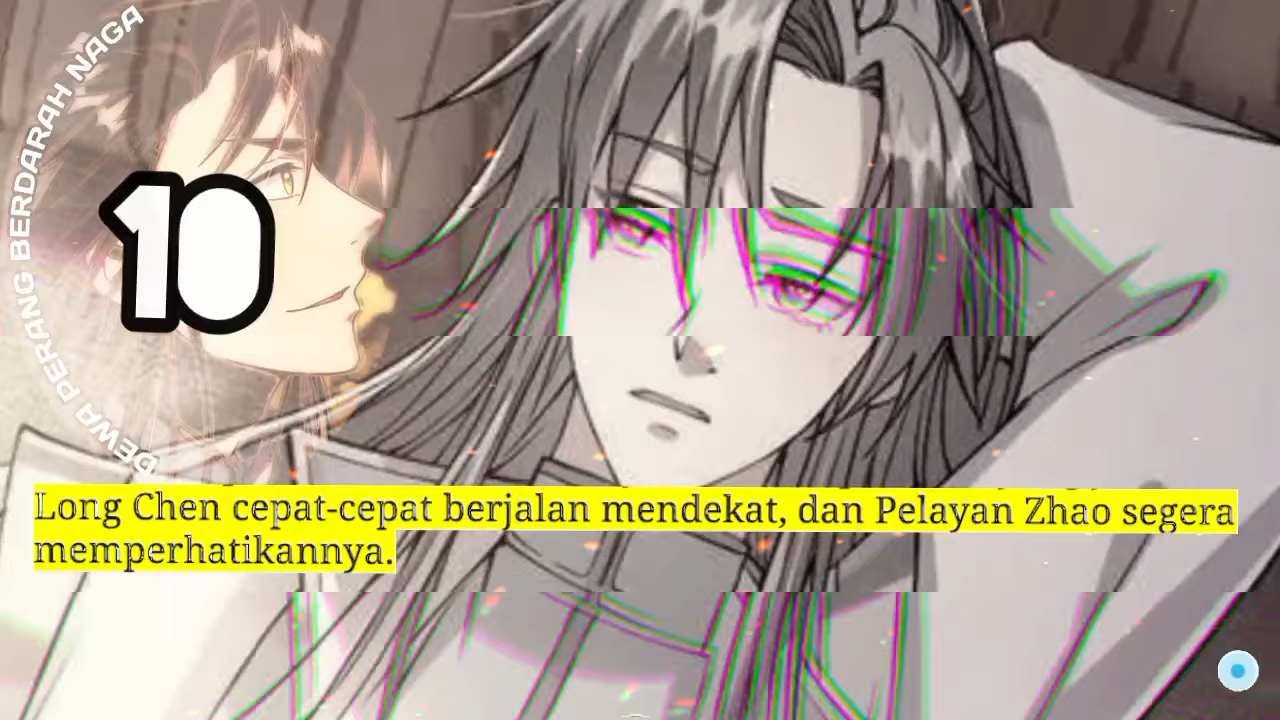 DEWA PERANG BERDARAH NAGA
10
Long Chen cepat-cepat berjalan mendekat, dan Pelayan Zhao segera
memperhatikannya.